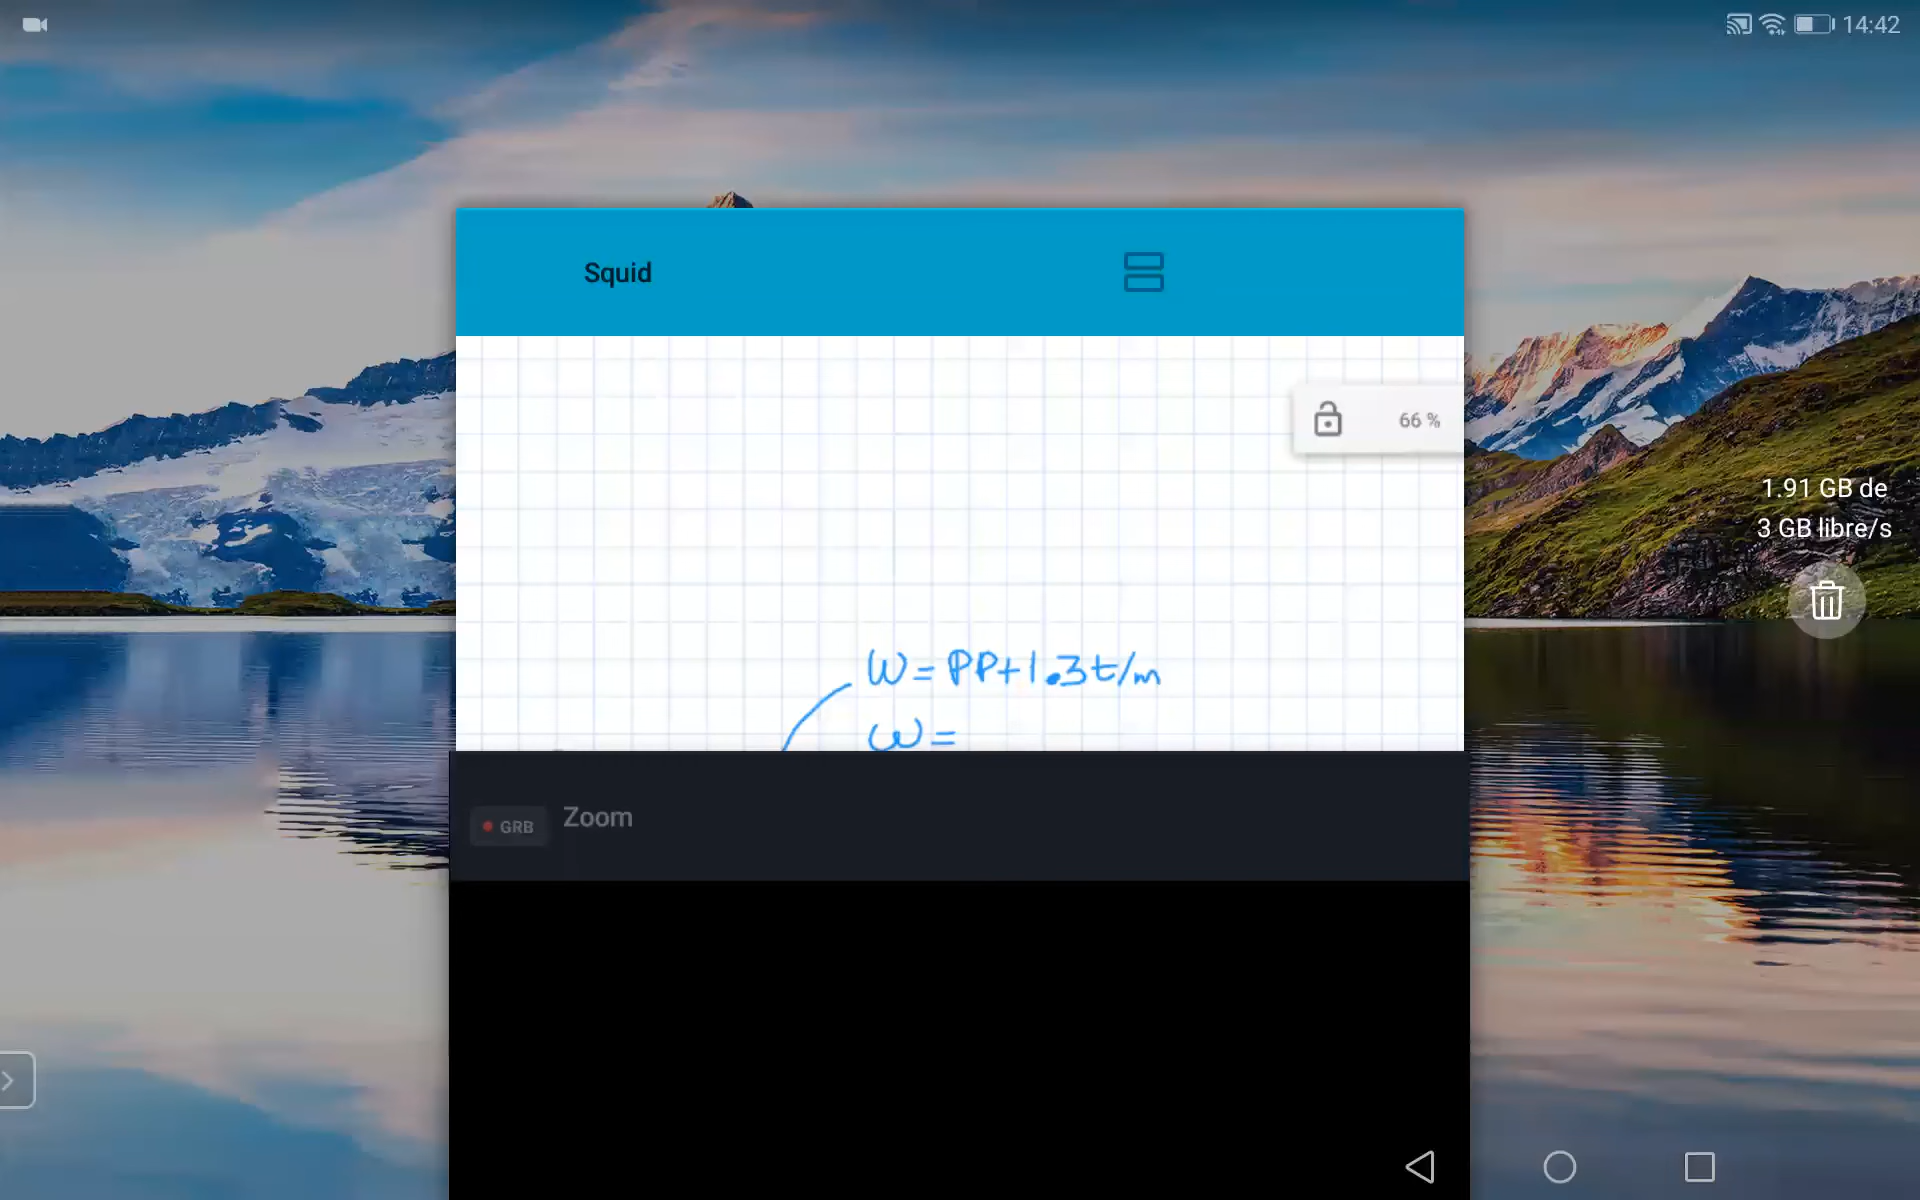 14:42
Squid
66 %
1.91 GB de
3 GB libre/s
W = PP+1.3t/m
W =
GRB
Zoom